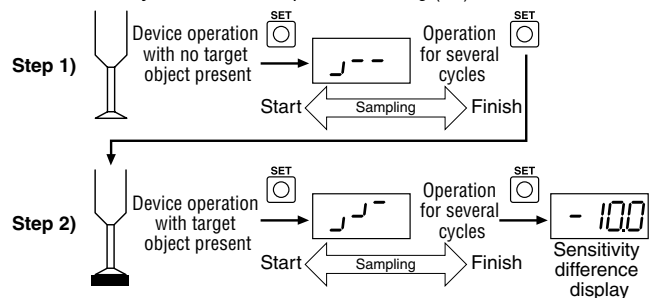 SET
SET
Device operation
with no target
object present
Operation
for several
cycles
Step 1)
Start
Sampling
Finish
SET
SET
Device operation
with target
object present
Operation
for several
cycles
Step 2)
- 10.0
Start
Sampling
Finish
Sensitivity
difference
display